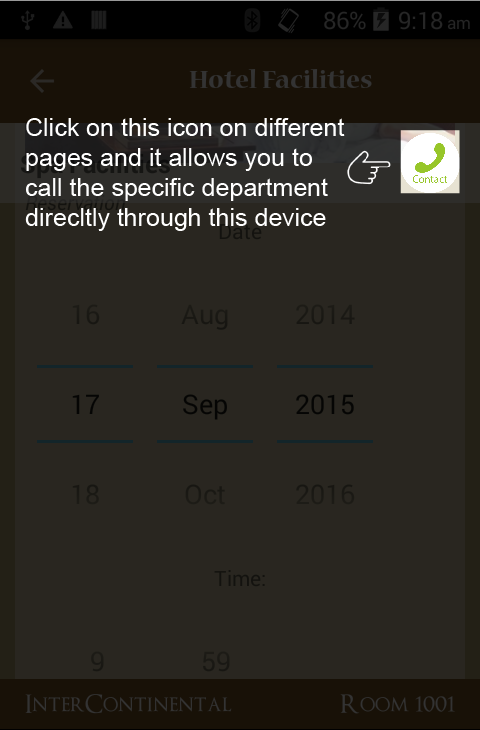 86% 9:18 am
Hotel Facilities
Click on this icon on different
pages and it allows you to
call the specific department
direclty through this device
Contact
Spa Facilities
Reservation
Date
16 Aug 2014
17 Sep 2015
18 Oct 2016
Time:
9 59
INTERCONTINENTAL ROOM 1001